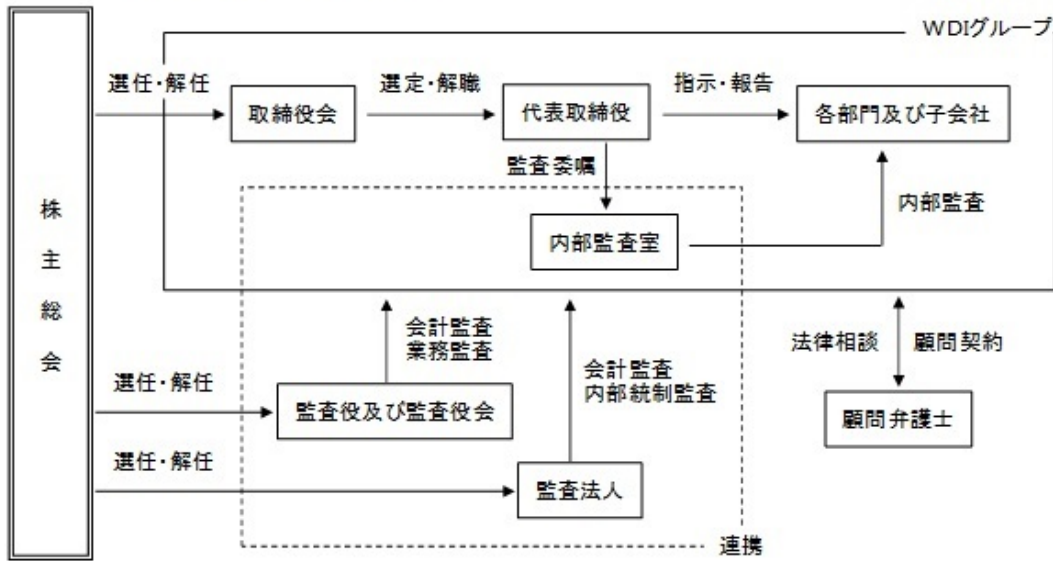 WDIグループ
選任・解任
選定・解職
指示・報告
取締役会
代表取締役
各部門及び子会社
監査委嘱
内部監査
内部監査室
株主総会
会計監査
業務監査
会計監査
内部統制監査
法律相談
顧問契約
選任・解任
監査役及び監査役会
顧問弁護士
選任・解任
監査法人
連携